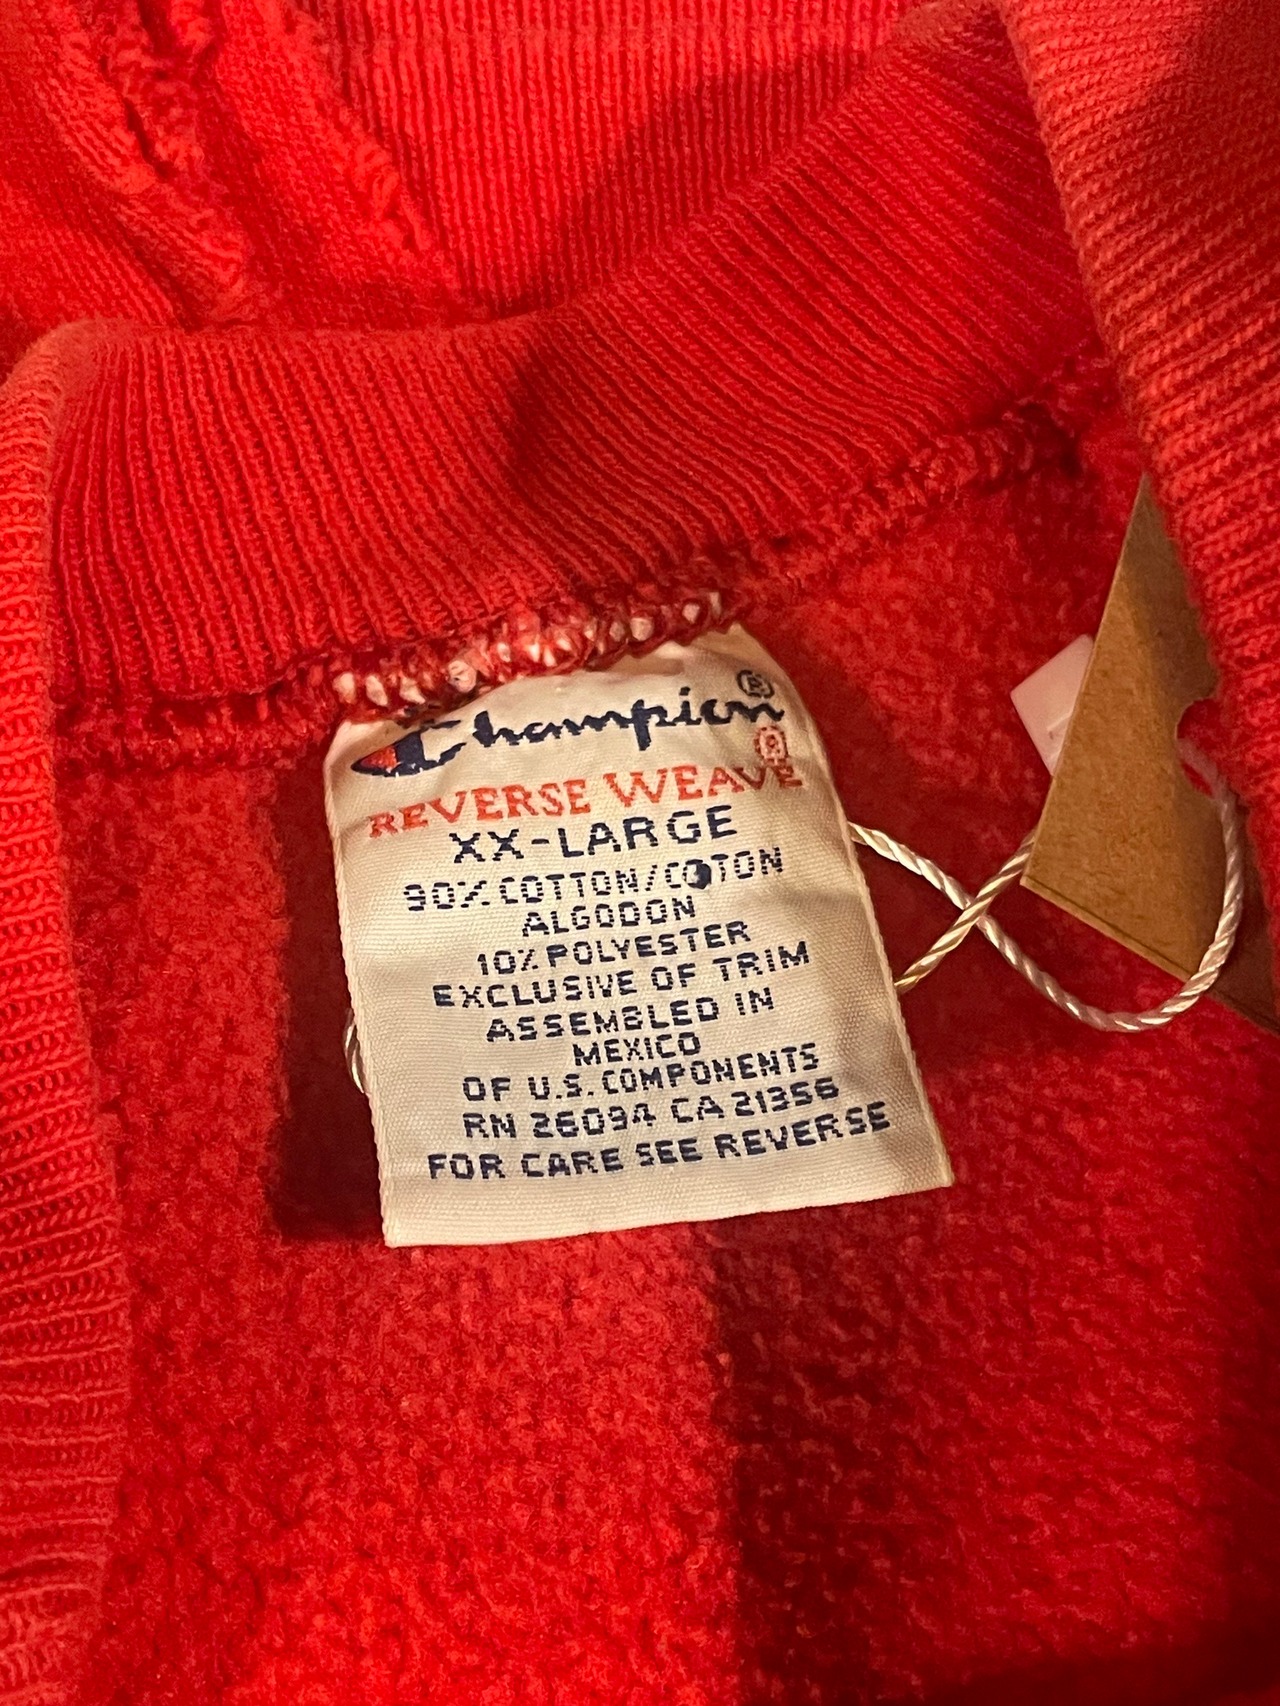 Champion®
REVERSE WEAVE®
XX-LARGE
90% COTTON/COTON
ALGODON
10% POLYESTER
EXCLUSIVE OF TRIM
ASSEMBLED IN
MEXICO
OF U.S. COMPONENTS
RN 26094 CA 21356
FOR CARE SEE REVERSE